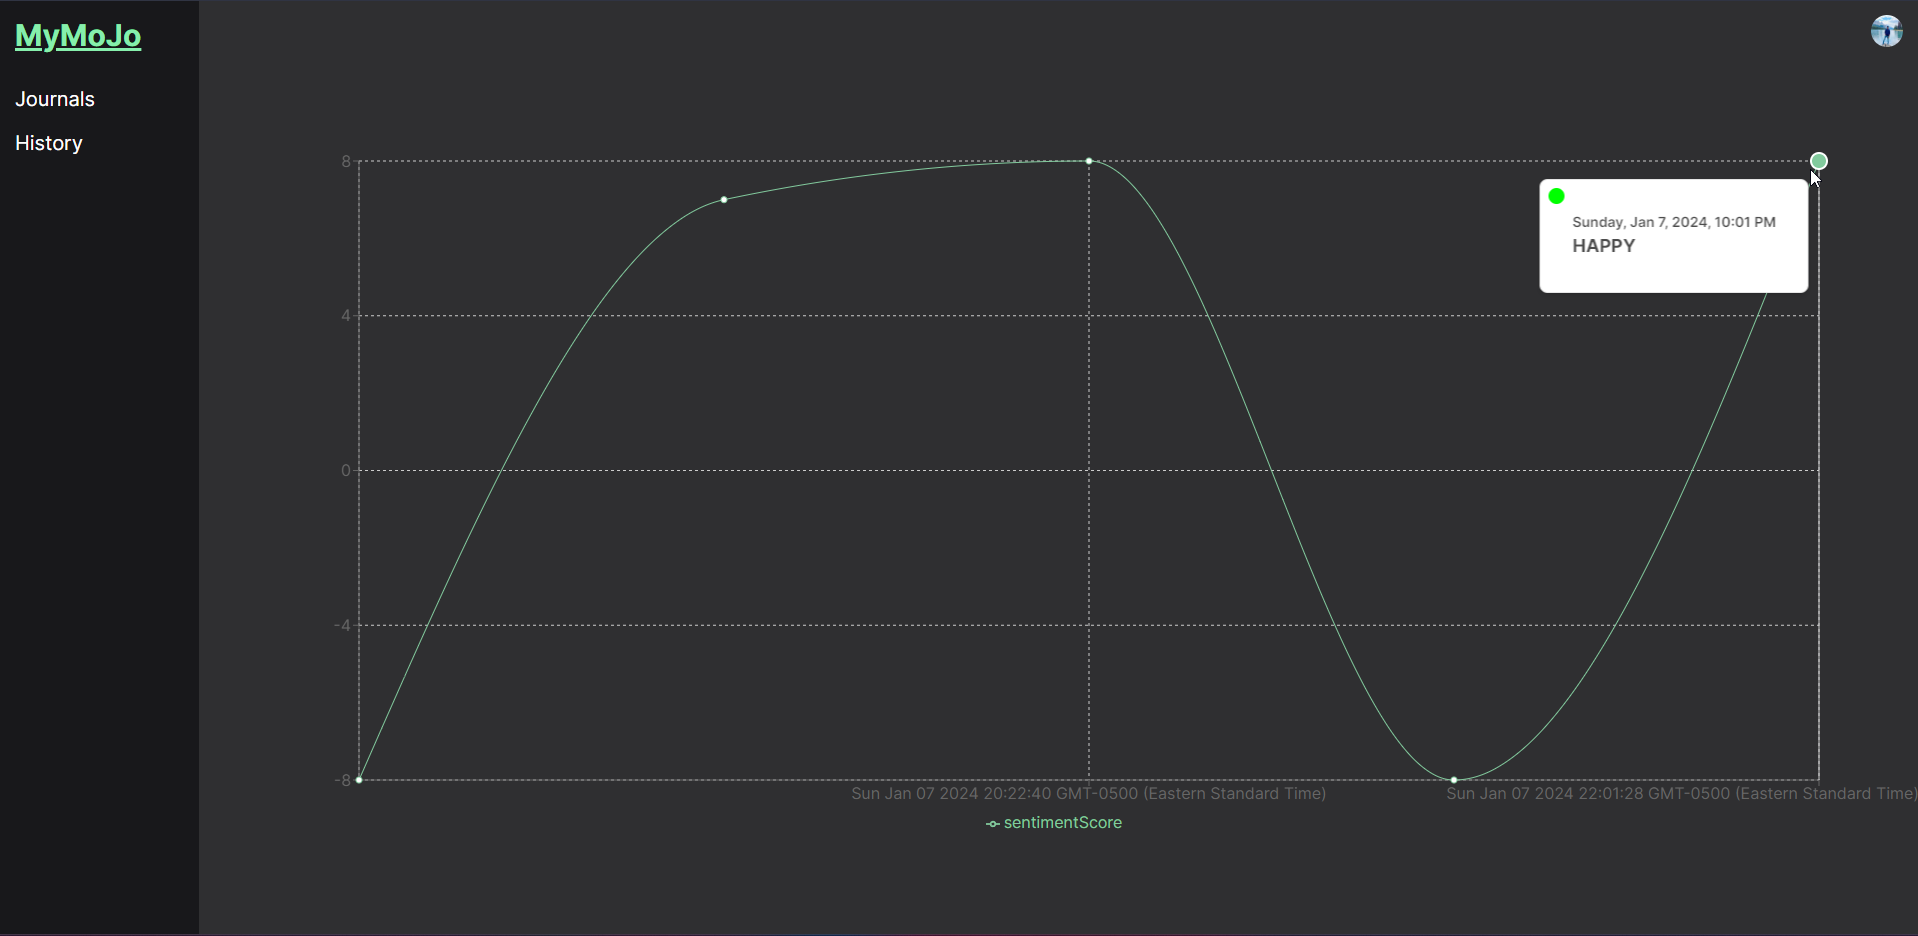 MyMoJo
Journals
History
8
4
0
-4
-8
Sunday, Jan 7, 2024, 10:01 PM
HAPPY
Sun Jan 07 2024 20:22:40 GMT-0500 (Eastern Standard Time)
Sun Jan 07 2024 22:01:28 GMT-0500 (Eastern Standard Time)
sentimentScore